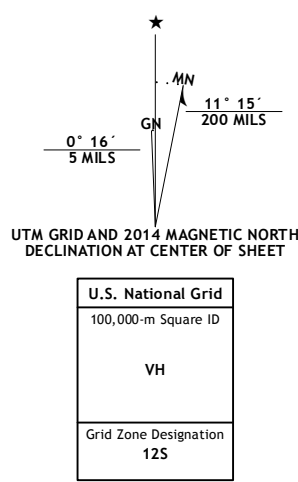 MN
11° 15´
200 MILS
GN
0° 16´
5 MILS
UTM GRID AND 2014 MAGNETIC NORTH
DECLINATION AT CENTER OF SHEET
U.S. National Grid
100,000-m Square ID
VH
Grid Zone Designation
12S